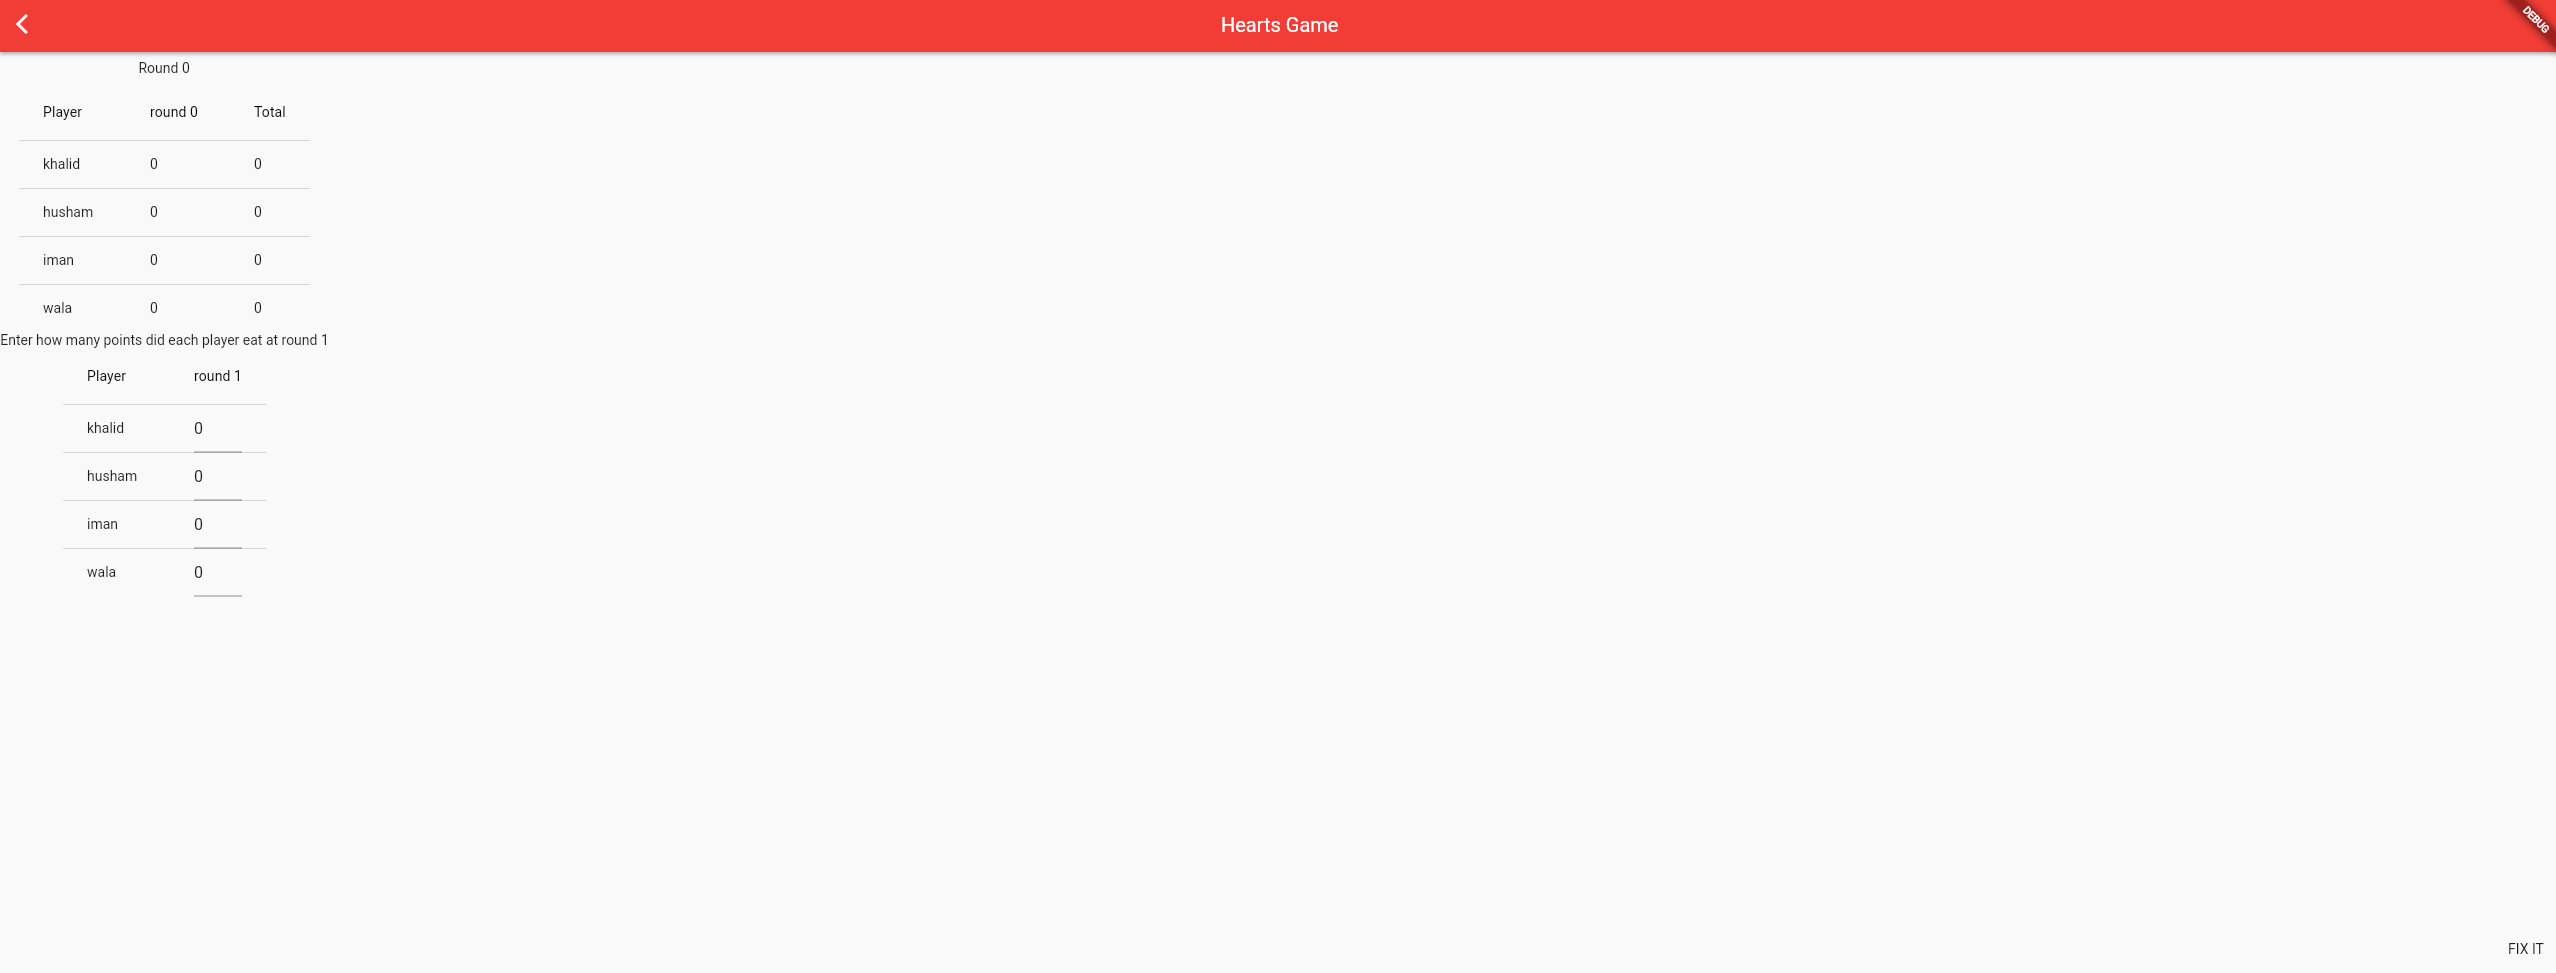 Hearts Game
DEBUG
Round 0
Player round 0 Total
khalid 0 0
husham 0 0
iman 0 0
wala 0 0
Enter how many points did each player eat at round 1
Player round 1
khalid 0
husham 0
iman 0
wala 0
FIX IT